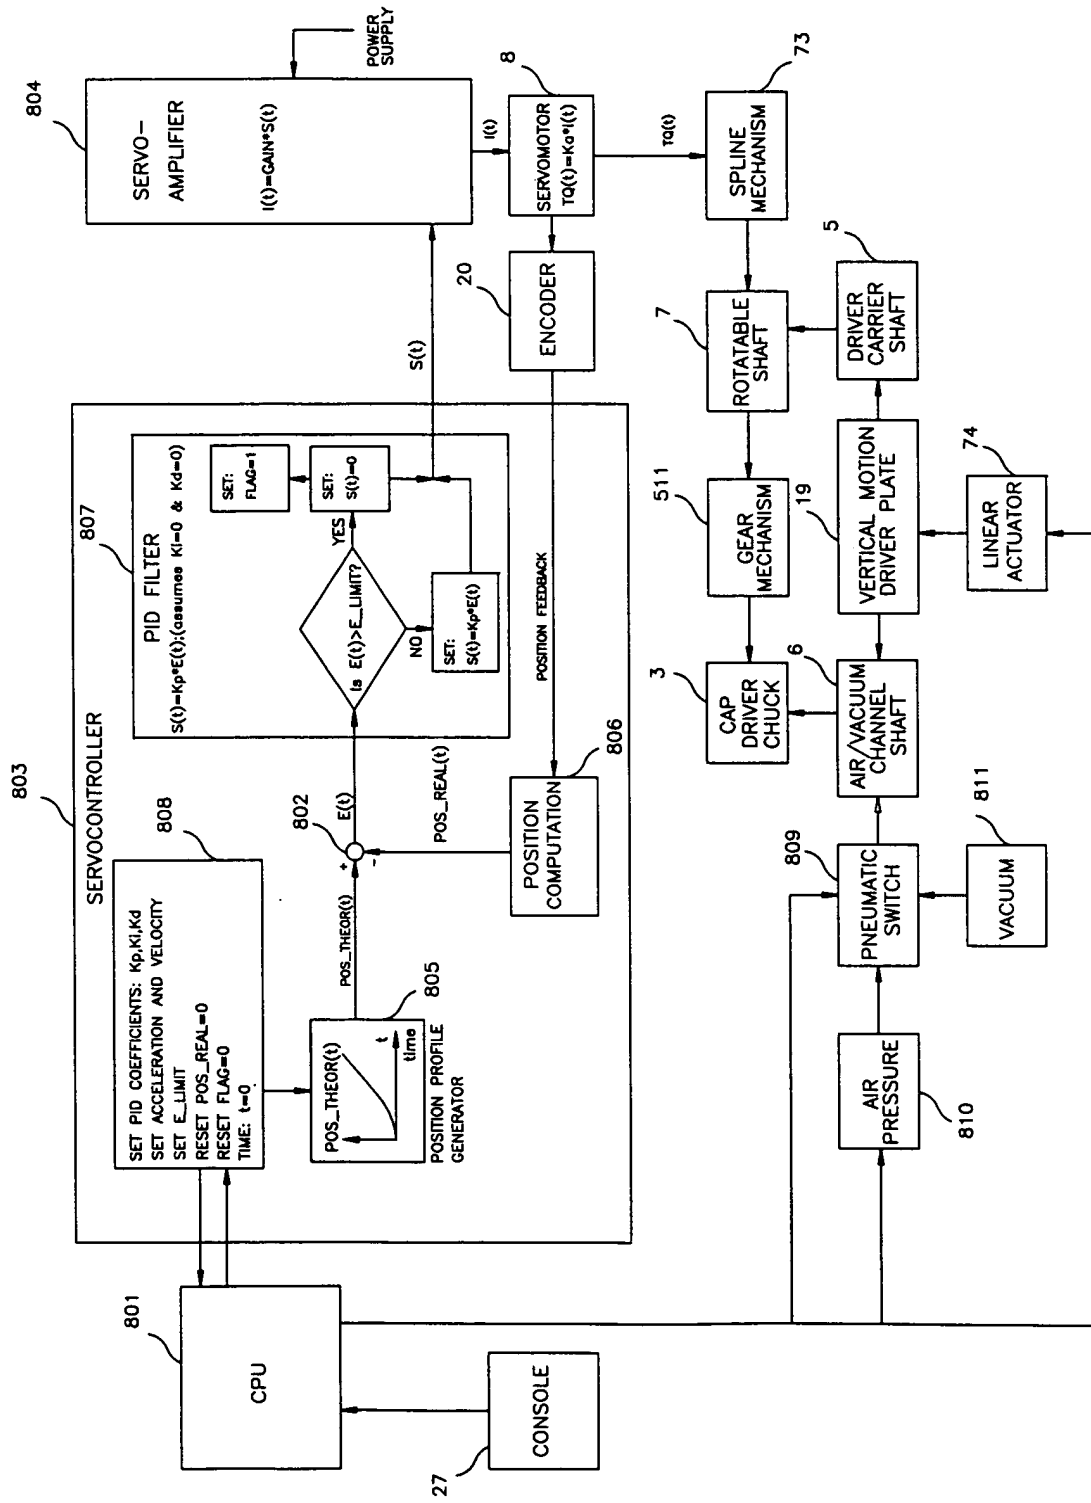 803
SERVOCONTROLLER
808
SET PID COEFFICIENTS: Kp,Ki,Kd
SET ACCELERATION AND VELOCITY
SET E_LIMIT
RESET POS_REAL=0
RESET FLAG=0
TIME: t=0
807
PID FILTER
S(t)=Kp*E(t);(assumes Ki=0 & Kd=0)
Is E(t)>E_LIMIT?
YES
NO
SET:
S(t)=0
SET:
FLAG=1
SET:
S(t)=Kp*E(t)
804
SERVO-
AMPLIFIER
I(t)=GAIN*S(t)
POWER
SUPPLY
801
CPU
805
POS_THEOR(t)
t
time
POSITION PROFILE
GENERATOR
POS_THEOR(t)
802
+
-
E(t)
POS_REAL(t)
POSITION
COMPUTATION
806
S(t)
I(t)
8
SERVOMOTOR
TQ(t)=Ka*I(t)
20
ENCODER
POSITION FEEDBACK
TQ(t)
73
SPLINE
MECHANISM
27
CONSOLE
3
CAP
DRIVER
CHUCK
511
GEAR
MECHANISM
7
ROTATABLE
SHAFT
809
PNEUMATIC
SWITCH
6
AIR/VACUUM
CHANNEL
SHAFT
19
VERTICAL MOTION
DRIVER PLATE
5
DRIVER
CARRIER
SHAFT
AIR
PRESSURE
810
811
VACUUM
74
LINEAR
ACTUATOR